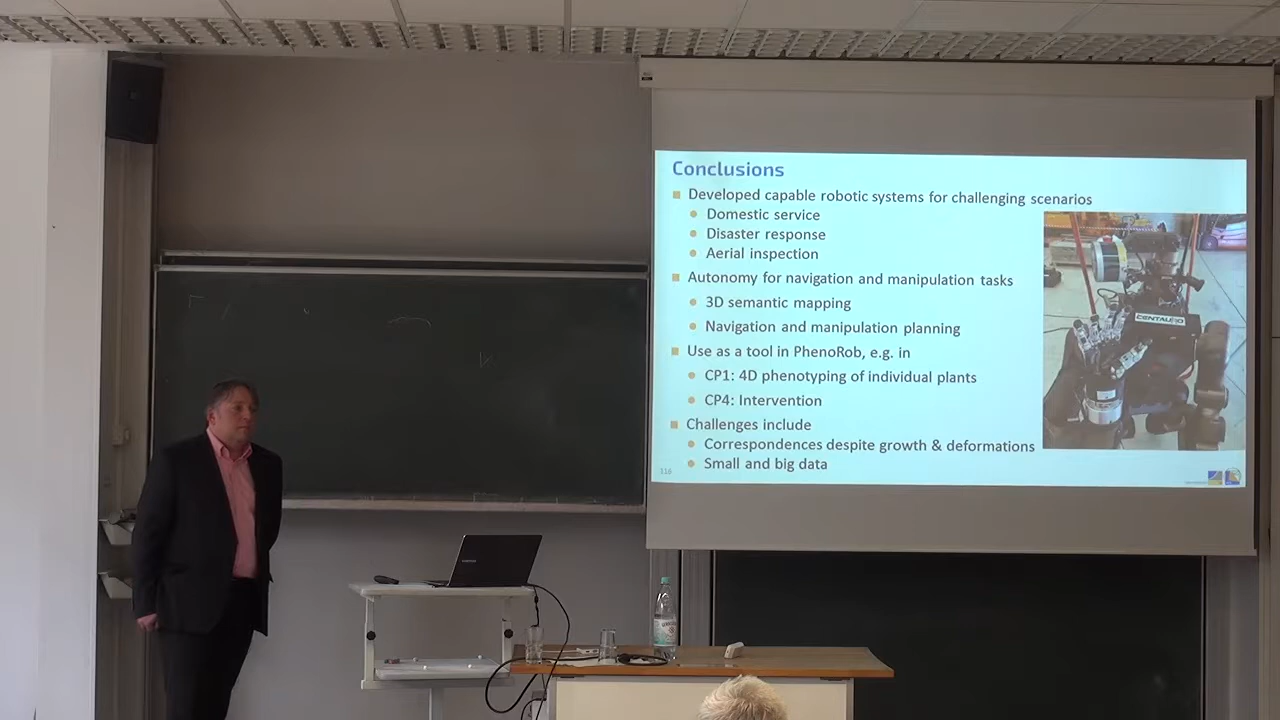 Conclusions
Developed capable robotic systems for challenging scenarios
Domestic service
Disaster response
Aerial inspection
Autonomy for navigation and manipulation tasks
3D semantic mapping
Navigation and manipulation planning
Use as a tool in PhenoRob, e.g. in
CP1: 4D phenotyping of individual plants
CP4: Intervention
Challenges include
Correspondences despite growth & deformations
Small and big data
CENTAURO